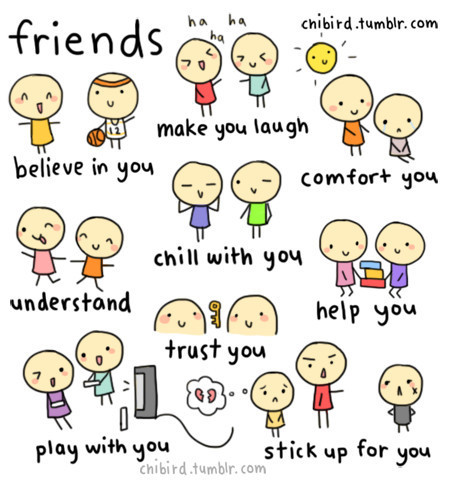 friends
ha ha
ha
chibird.tumblr.com
believe in you
12
make you laugh
comfort you
chill with you
understand
help you
trust you
play with you
stick up for you
chibird.tumblr.com